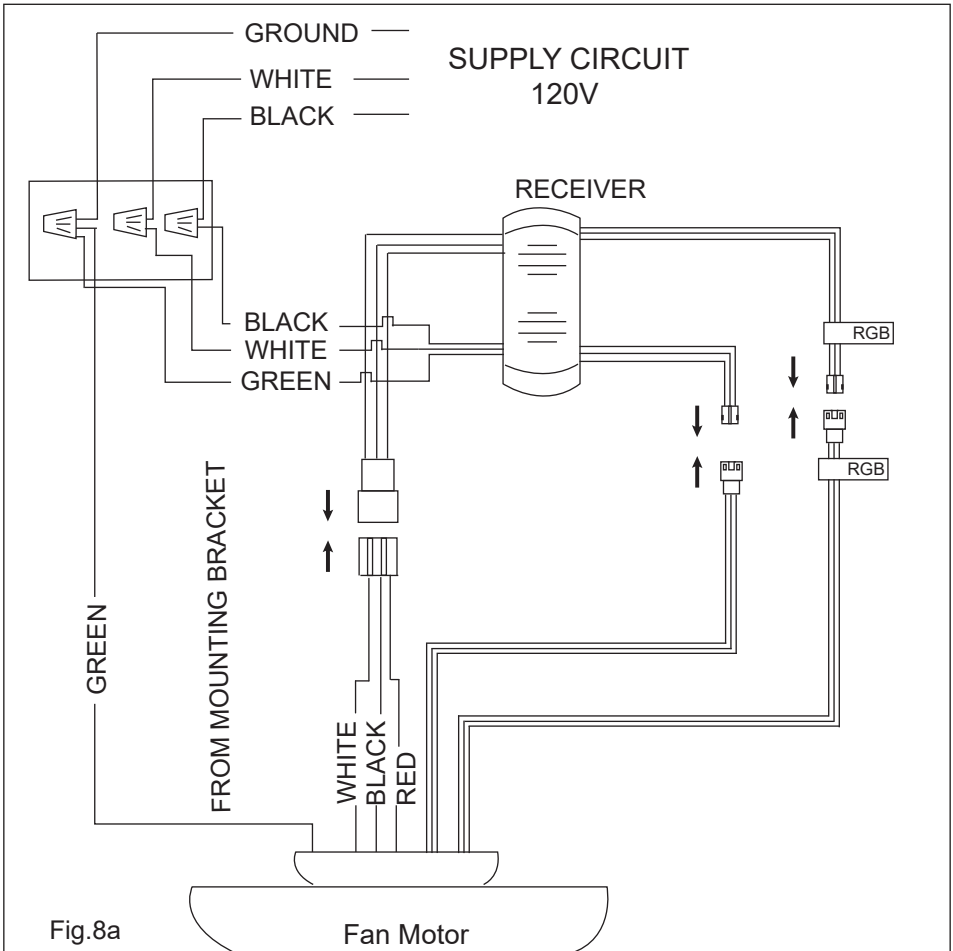 GROUND
SUPPLY CIRCUIT
120V
WHITE
BLACK
RECEIVER
BLACK
WHITE
GREEN
RGB
RGB
GREEN
FROM MOUNTING BRACKET
WHITE
BLACK
RED
Fig.8a
Fan Motor